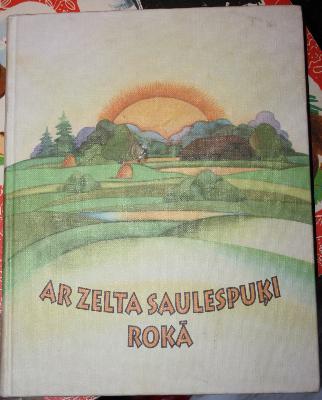 AR ZELTA SAULESPUĶI
ROKĀ